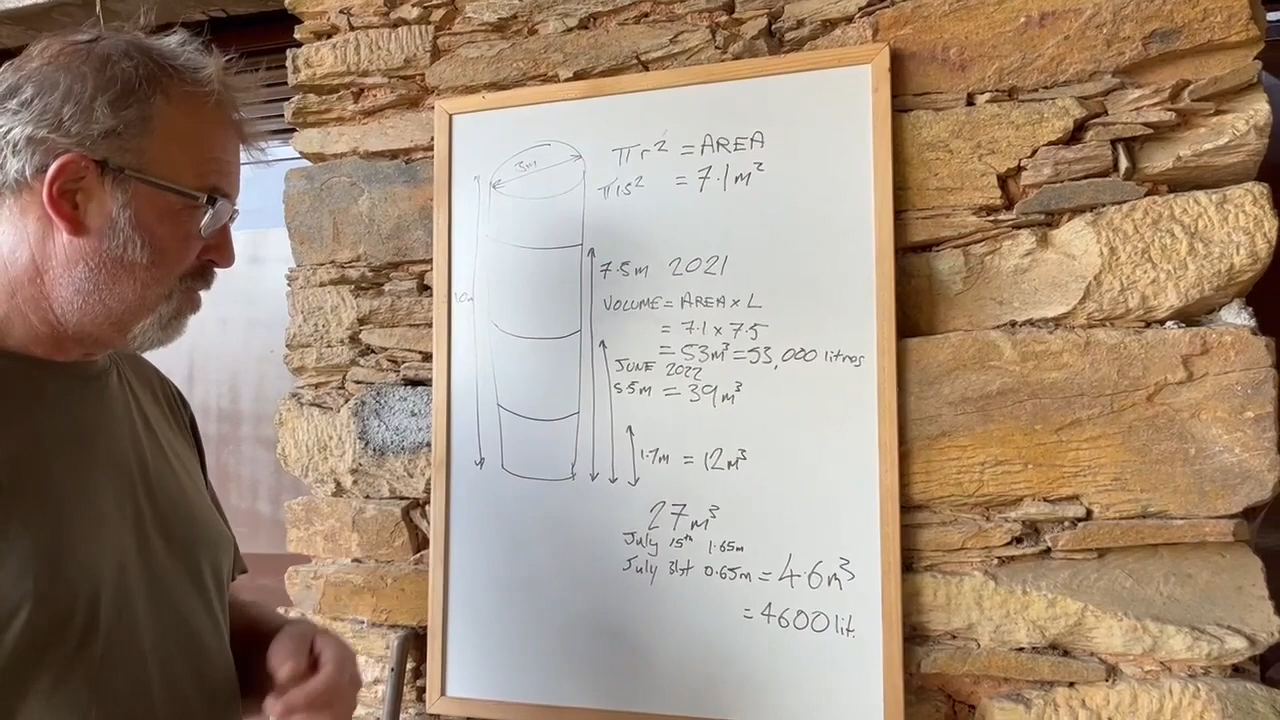 3m
πr² = AREA
π1.5² = 7.1m²
10m
7.5m 2021
VOLUME = AREA × L
= 7.1 × 7.5
= 53m³ = 53,000 litros
JUNE 2022
5.5m = 39m³
1.7m = 12m³
27m³
July 15th 1.65m
July 31st 0.65m = 4.6m³
= 4600 lit.